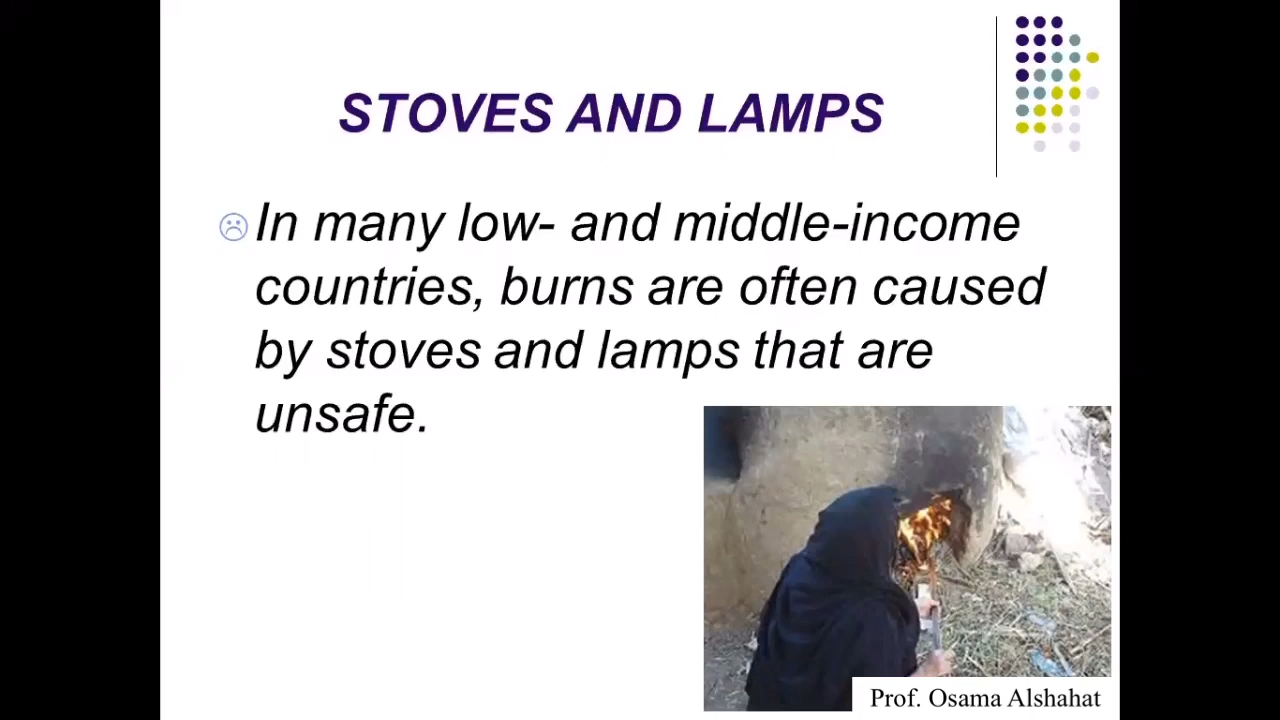 STOVES AND LAMPS
In many low- and middle-income
countries, burns are often caused
by stoves and lamps that are
unsafe.
Prof. Osama Alshahat